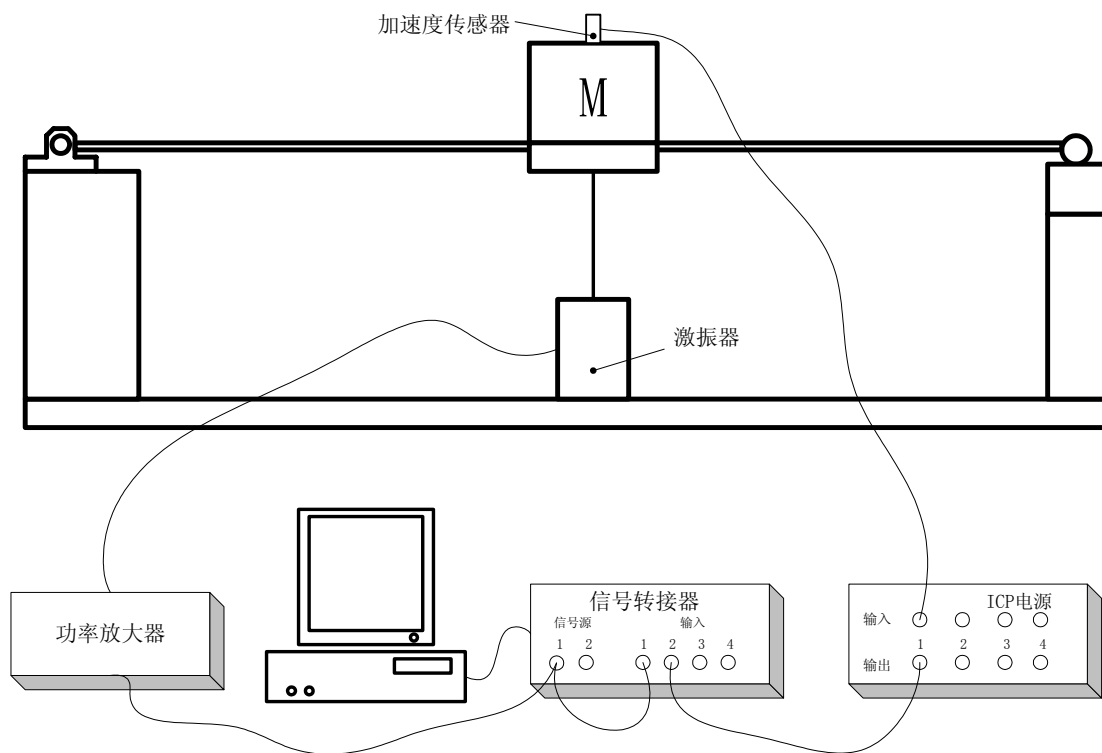 加速度传感器
M
激振器
功率放大器
信号转接器
信号源 输入
1 2 1 2 3 4
ICP电源
输入
1 2 3 4
输出